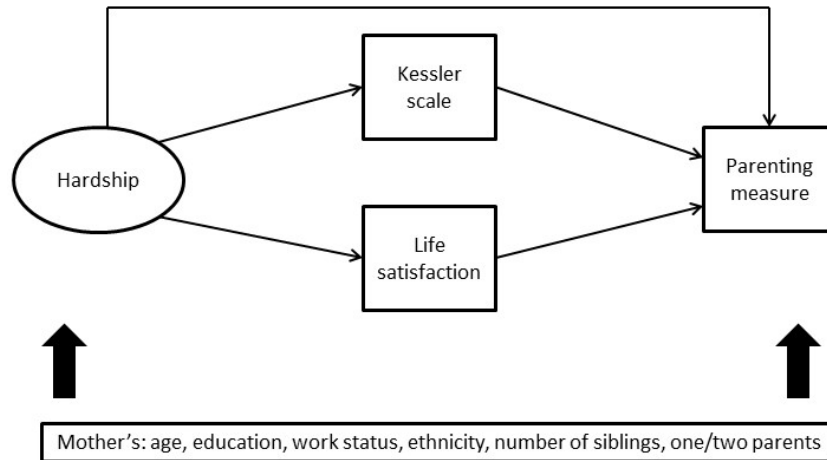 Kessler
scale
Hardship
Parenting
measure
Life
satisfaction
Mother's: age, education, work status, ethnicity, number of siblings, one/two parents